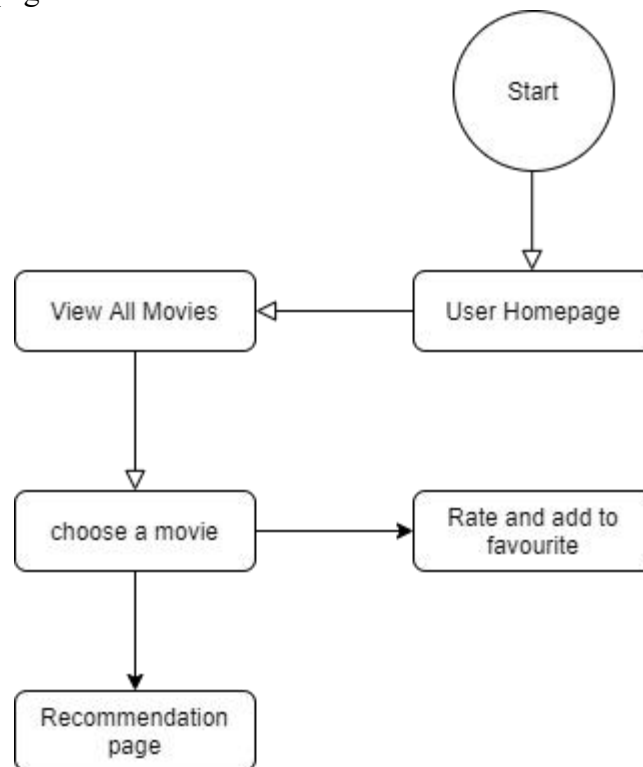 Start
View All Movies
User Homepage
choose a movie
Rate and add to
favourite
Recommendation
page